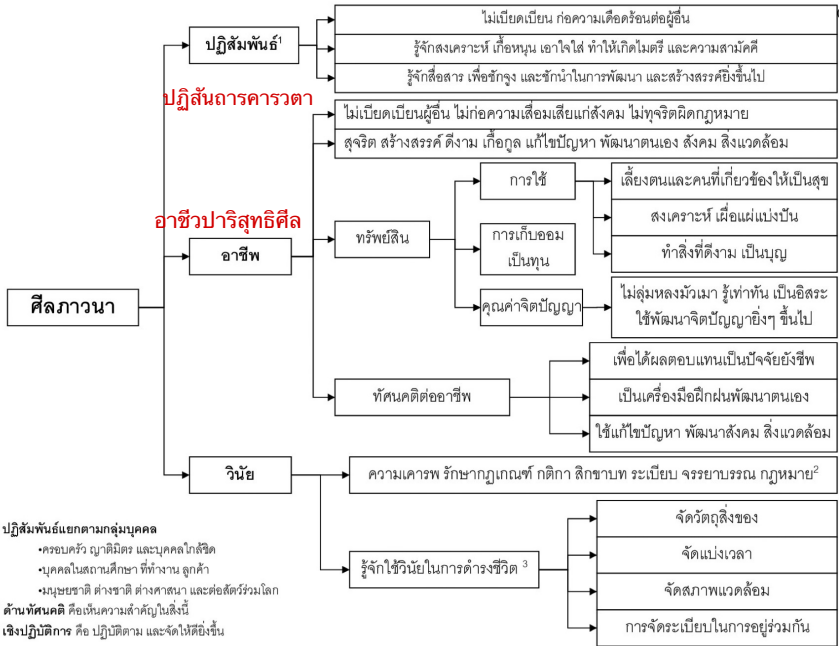 ไม่เบียดเบียน ก่อความเดือดร้อนต่อผู้อื่น
ปฏิสัมพันธ์¹
รู้จักสงเคราะห์ เกื้อหนุน เอาใจใส่ ทำให้เกิดไมตรี และความสามัคคี
รู้จักสื่อสาร เพื่อชักจูง และชักนำในการพัฒนา และสร้างสรรค์ยิ่งขึ้นไป
ปฏิสันถารคารวตา
ไม่เบียดเบียนผู้อื่น ไม่ก่อความเสื่อมเสียแก่สังคม ไม่ทุจริตผิดกฎหมาย
สุจริต สร้างสรรค์ ดีงาม เกื้อกูล แก้ไขปัญหา พัฒนาตนเอง สังคม สิ่งแวดล้อม
การใช้
เลี้ยงตนและคนที่เกี่ยวข้องให้เป็นสุข
สงเคราะห์ เผื่อแผ่แบ่งปัน
ทำสิ่งที่ดีงาม เป็นบุญ
อาชีวปาริสุทธิศีล
อาชีพ
ทรัพย์สิน
การเก็บออม
เป็นทุน
คุณค่าจิตปัญญา
ไม่ลุ่มหลงมัวเมา รู้เท่าทัน เป็นอิสระ
ใช้พัฒนาจิตปัญญายิ่งๆ ขึ้นไป
ศีลภาวนา
ทัศนคติต่ออาชีพ
เพื่อได้ผลตอบแทนเป็นปัจจัยยังชีพ
เป็นเครื่องมือฝึกฝนพัฒนาตนเอง
ใช้แก้ไขปัญหา พัฒนาสังคม สิ่งแวดล้อม
วินัย
ความเคารพ รักษากฎเกณฑ์ กติกา สิกขาบท ระเบียบ จรรยาบรรณ กฎหมาย²
รู้จักใช้วินัยในการดำรงชีวิต ³
จัดวัตถุสิ่งของ
จัดแบ่งเวลา
จัดสภาพแวดล้อม
การจัดระเบียบในการอยู่ร่วมกัน
ปฏิสัมพันธ์แยกตามกลุ่มบุคคล
•ครอบครัว ญาติมิตร และบุคคลใกล้ชิด
•บุคคลในสถานศึกษา ที่ทำงาน ลูกค้า
•มนุษยชาติ ต่างชาติ ต่างศาสนา และต่อสัตว์ร่วมโลก
ด้านทัศนคติ คือเห็นความสำคัญในสิ่งนี้
เชิงปฏิบัติการ คือ ปฏิบัติตาม และจัดให้ดียิ่งขึ้น